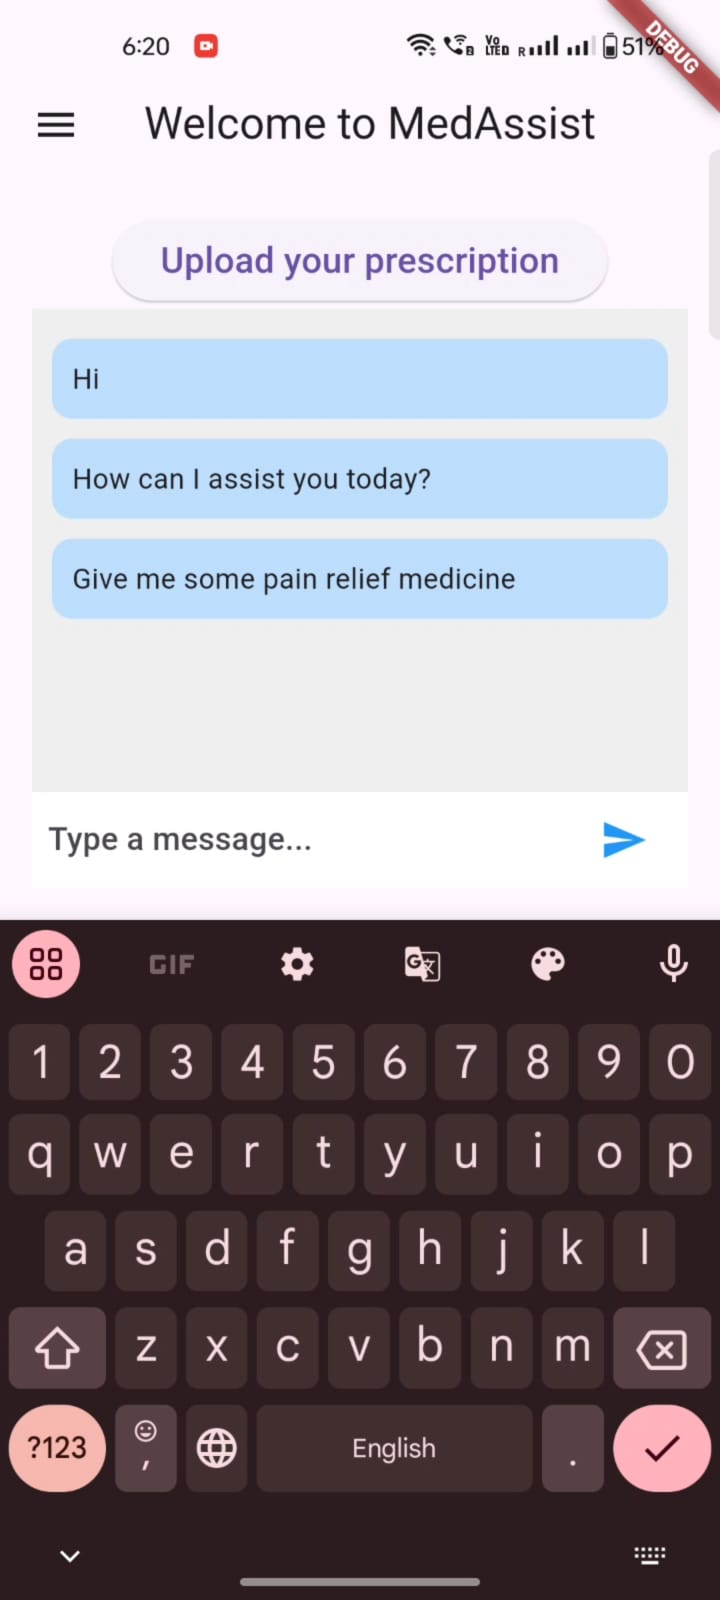 6:20
Vo
LTED
R
51%
DEBUG
Welcome to MedAssist
Upload your prescription
Hi
How can I assist you today?
Give me some pain relief medicine
Type a message...
GIF
1 2 3 4 5 6 7 8 9 0
q w e r t y u i o p
a s d f g h j k l
z x c v b n m
?123 , English .